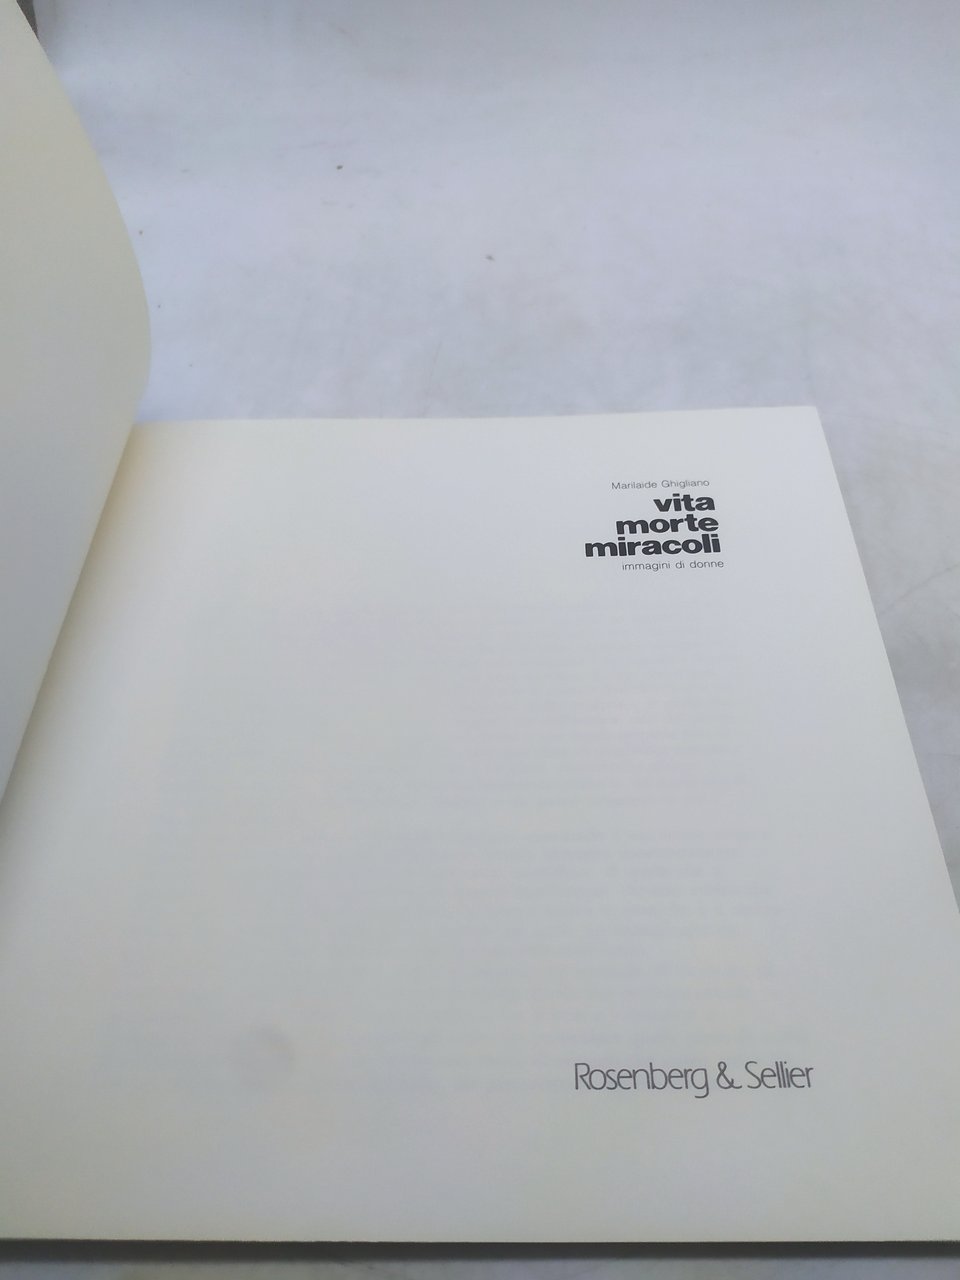 Marilaide Ghigliano
vita
morte
miracoli
immagini di donne
Rosenberg & Sellier